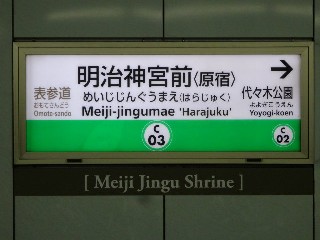 明治神宮前〈原宿〉
めいじじんぐうまえ〈はらじゅく〉
Meiji-jingumae 'Harajuku'
表参道
おもてさんどう
Omote-sando
→
代々木公園
よよぎこうえん
Yoyogi-koen
C
03
C
02
[ Meiji Jingu Shrine ]